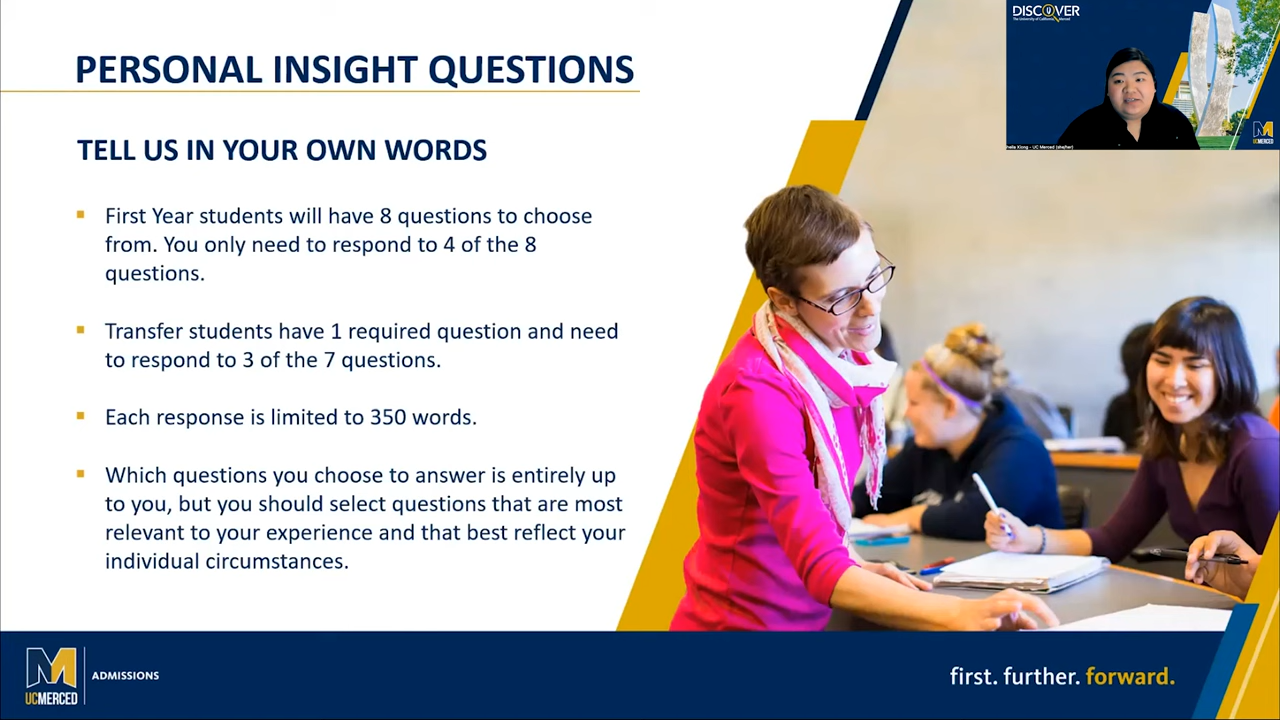 PERSONAL INSIGHT QUESTIONS
TELL US IN YOUR OWN WORDS
First Year students will have 8 questions to choose
from. You only need to respond to 4 of the 8
questions.
Transfer students have 1 required question and need
to respond to 3 of the 7 questions.
Each response is limited to 350 words.
Which questions you choose to answer is entirely up
to you, but you should select questions that are most
relevant to your experience and that best reflect your
individual circumstances.
DISCOVER
The University of California, Merced
UCMERCED
Xiong - UC Merced (she/her)
UCMERCED
ADMISSIONS
first. further. forward.